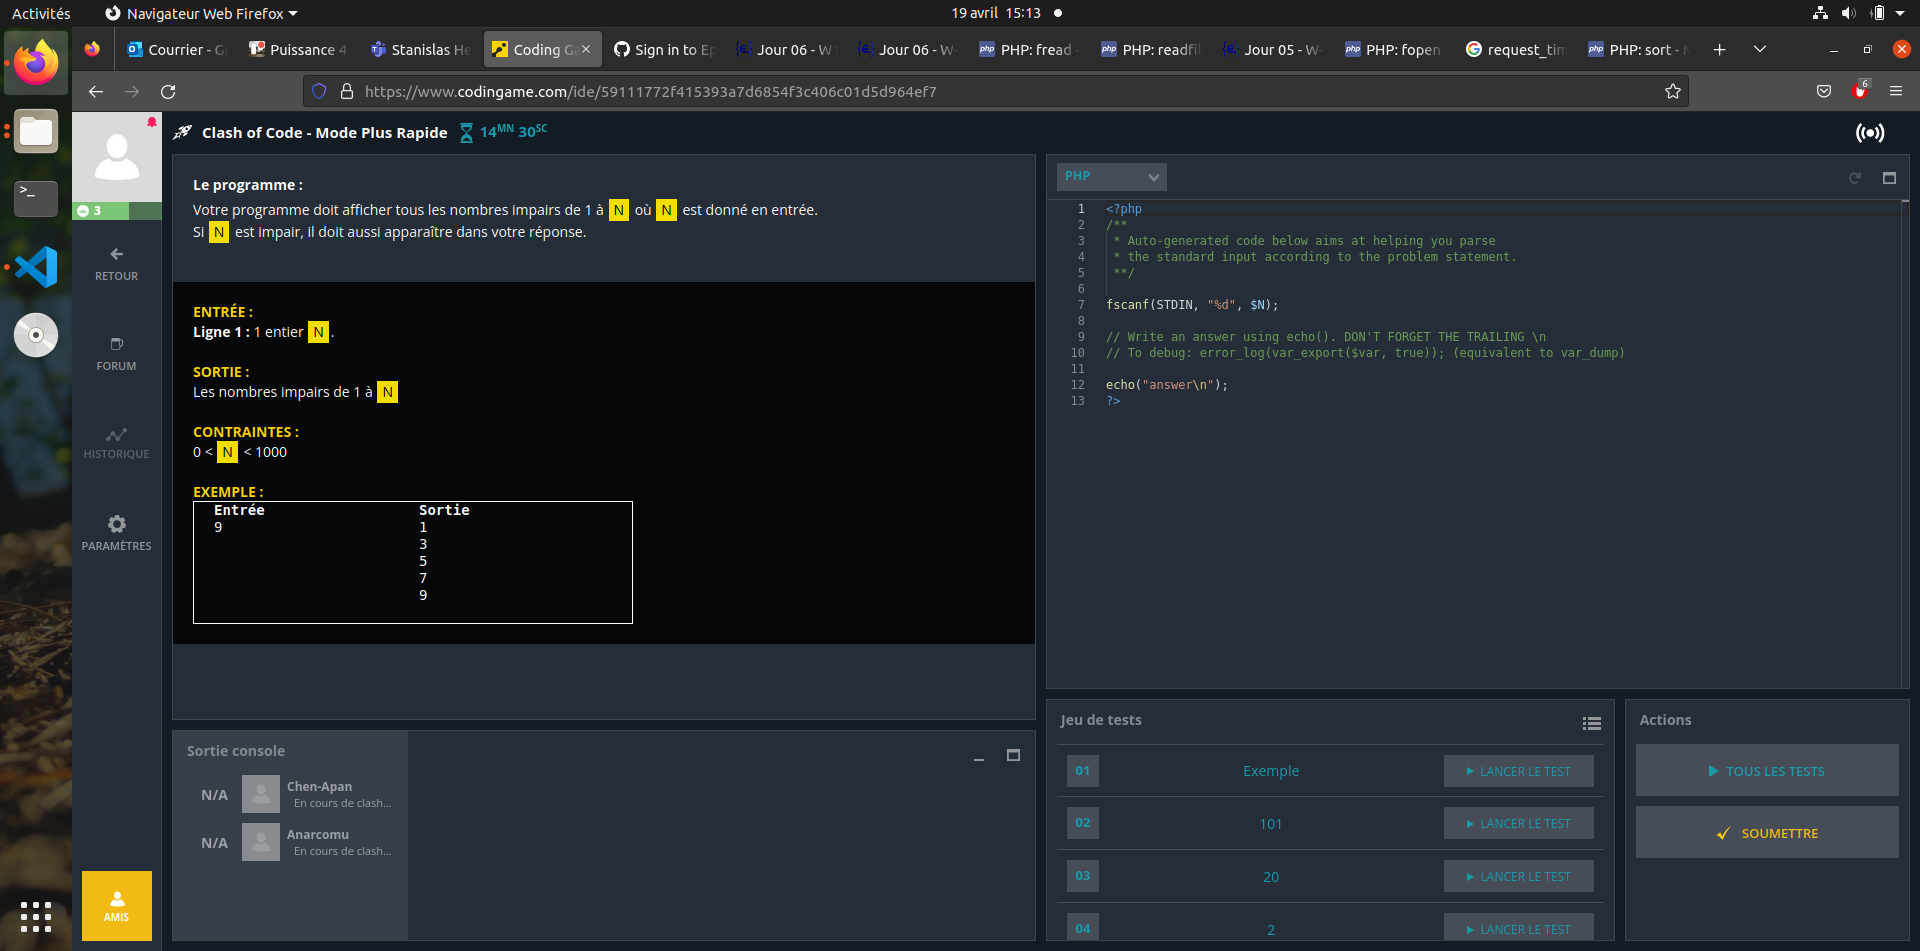 Activités
Navigateur Web Firefox
19 avril 15:13
Courrier - G
Puissance 4
Stanislas He
Coding Ga
Sign in to Ep
Jour 06 - W
Jour 06 - W-
PHP: fread -
PHP: readfil
Jour 05 - W-
PHP: fopen
request_tim
PHP: sort - M
https://www.codingame.com/ide/59111772f415393a7d6854f3c406c01d5d964ef7
6
Clash of Code - Mode Plus Rapide
14MN 30SC
3
RETOUR
FORUM
HISTORIQUE
PARAMÈTRES
AMIS
Le programme :
Votre programme doit afficher tous les nombres impairs de 1 à N où N est donné en entrée.
Si N est impair, il doit aussi apparaître dans votre réponse.
ENTRÉE :
Ligne 1 : 1 entier N .
SORTIE :
Les nombres impairs de 1 à N
CONTRAINTES :
0 < N < 1000
EXEMPLE :
Entrée Sortie
9 1
3
5
7
9
Sortie console
N/A Chen-Apan
En cours de clash...
N/A Anarcomu
En cours de clash...
PHP
1 <?php
2 /**
3 * Auto-generated code below aims at helping you parse
4 * the standard input according to the problem statement.
5 **/
6
7 fscanf(STDIN, "%d", $N);
8
9 // Write an answer using echo(). DON'T FORGET THE TRAILING \n
10 // To debug: error_log(var_export($var, true)); (equivalent to var_dump)
11
12 echo("answer\n");
13 ?>
Jeu de tests
01 Exemple LANCER LE TEST
02 101 LANCER LE TEST
03 20 LANCER LE TEST
04 2 LANCER LE TEST
Actions
TOUS LES TESTS
SOUMETTRE